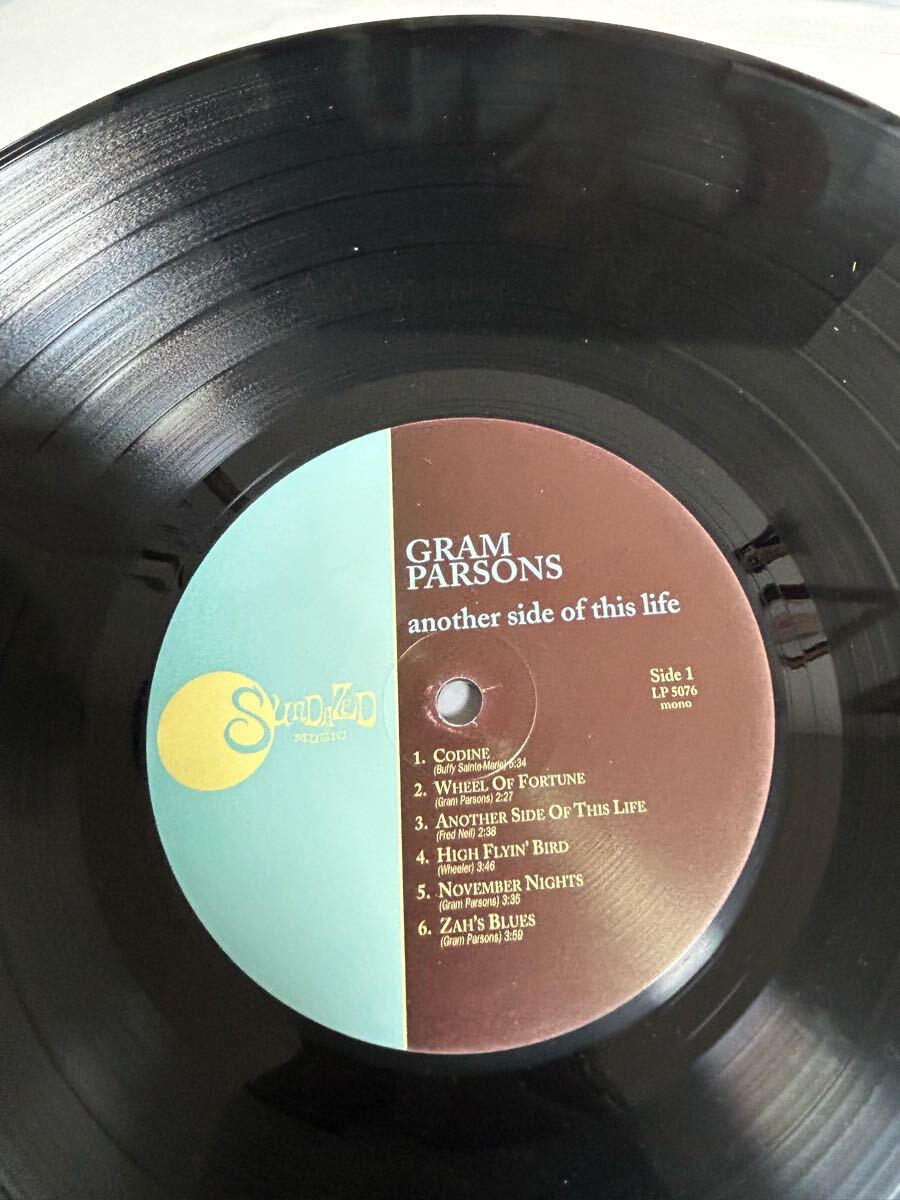 GRAM
PARSONS
another side of this life
SUNDAZED
MUSIC
Side 1
LP 5076
mono
1. CODINE
(Buffy Sainte-Marie) 5:34
2. WHEEL OF FORTUNE
(Gram Parsons) 2:27
3. ANOTHER SIDE OF THIS LIFE
(Fred Neil) 2:38
4. HIGH FLYIN' BIRD
(Wheeler) 3:46
5. NOVEMBER NIGHTS
(Gram Parsons) 3:35
6. ZAH'S BLUES
(Gram Parsons) 3:59